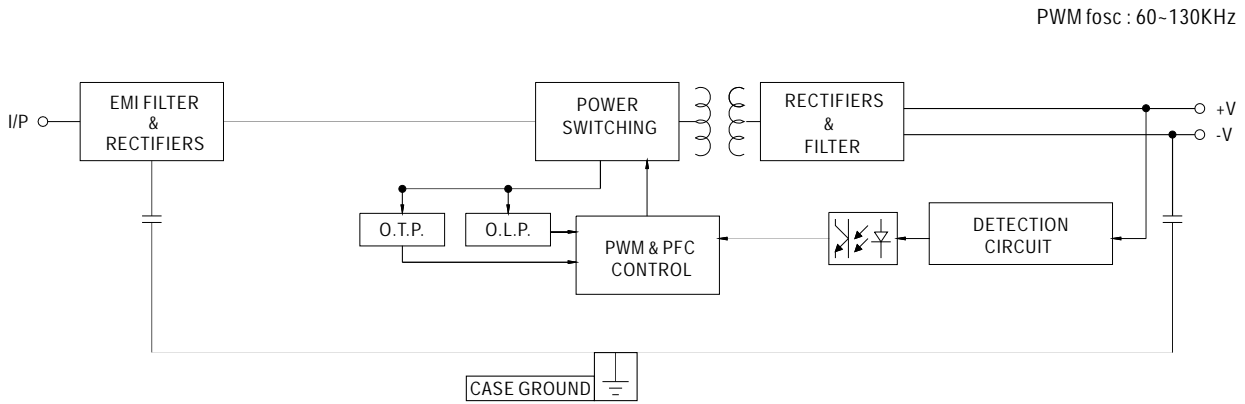 PWM fosc : 60~130KHz
I/P
EMI FILTER
&
RECTIFIERS
POWER
SWITCHING
RECTIFIERS
&
FILTER
+V
-V
O.T.P.
O.L.P.
PWM & PFC
CONTROL
DETECTION
CIRCUIT
CASE GROUND